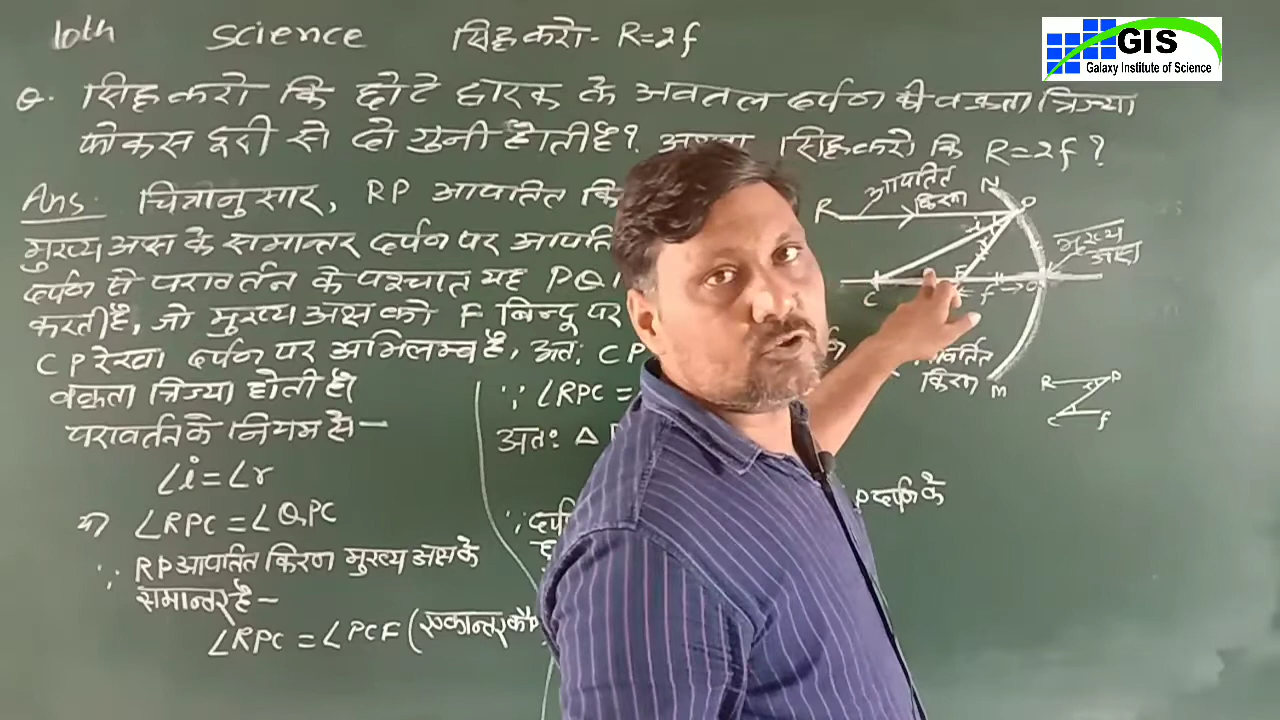 10th Science सिद्ध करो- R=2f
GIS
Galaxy Institute of Science
Q. सिद्ध करो कि छोटे द्वारक के अवतल दर्पण की वक्रता त्रिज्या
फोकस दूरी से दो गुनी होती है? अथवा सिद्ध करो कि R=2f?
Ans. चित्रानुसार, RP आपतित
मुख्य अक्ष के समान्तर दर्पण पर
दर्पण से परावर्तन के पश्चात यह PQ
करती है, जो मुख्य अक्ष को F बिन्दु पर
CP रेखा दर्पण पर अभिलम्ब है, अतः CP
वक्रता त्रिज्या होती है।
परावर्तन के नियम से-
∠i=∠r
या ∠RPC=∠QPC
∵ RP आपतित किरण मुख्य अक्ष के
समान्तर है-
∠RPC=∠PCF (एकान्तर
∵ ∠RPC=
अतः Δ
∵
P दर्पण के
R आपतित किरण N P
i r
C F f O
मुख्य अक्ष
किरण M
R P
C F